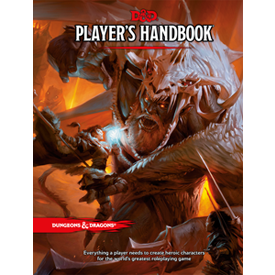 D&D
PLAYER'S HANDBOOK
DUNGEONS & DRAGONS®
Everything a player needs to create heroic characters
for the world's greatest roleplaying game